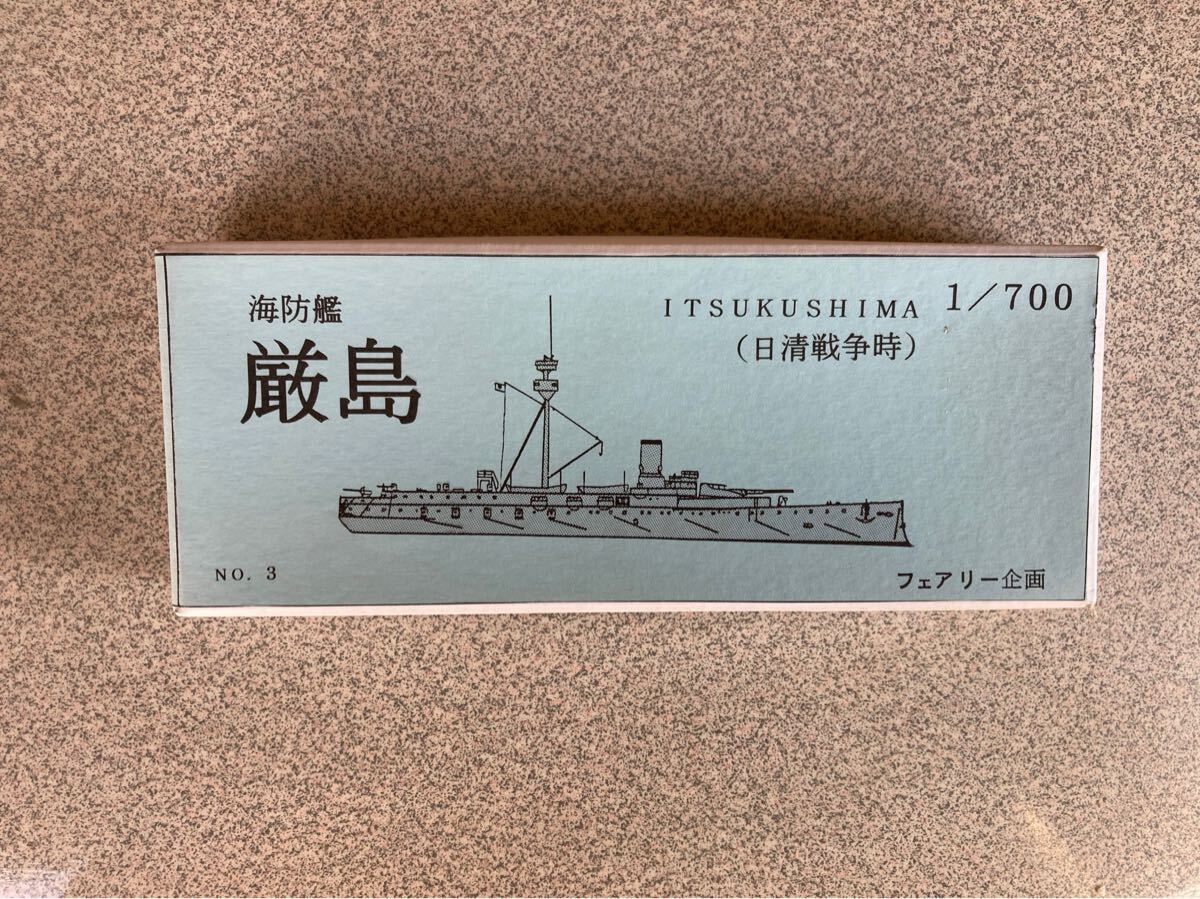 海防艦
厳島
ITSUKUSHIMA 1/700
(日清戦争時)
NO. 3
フェアリー企画